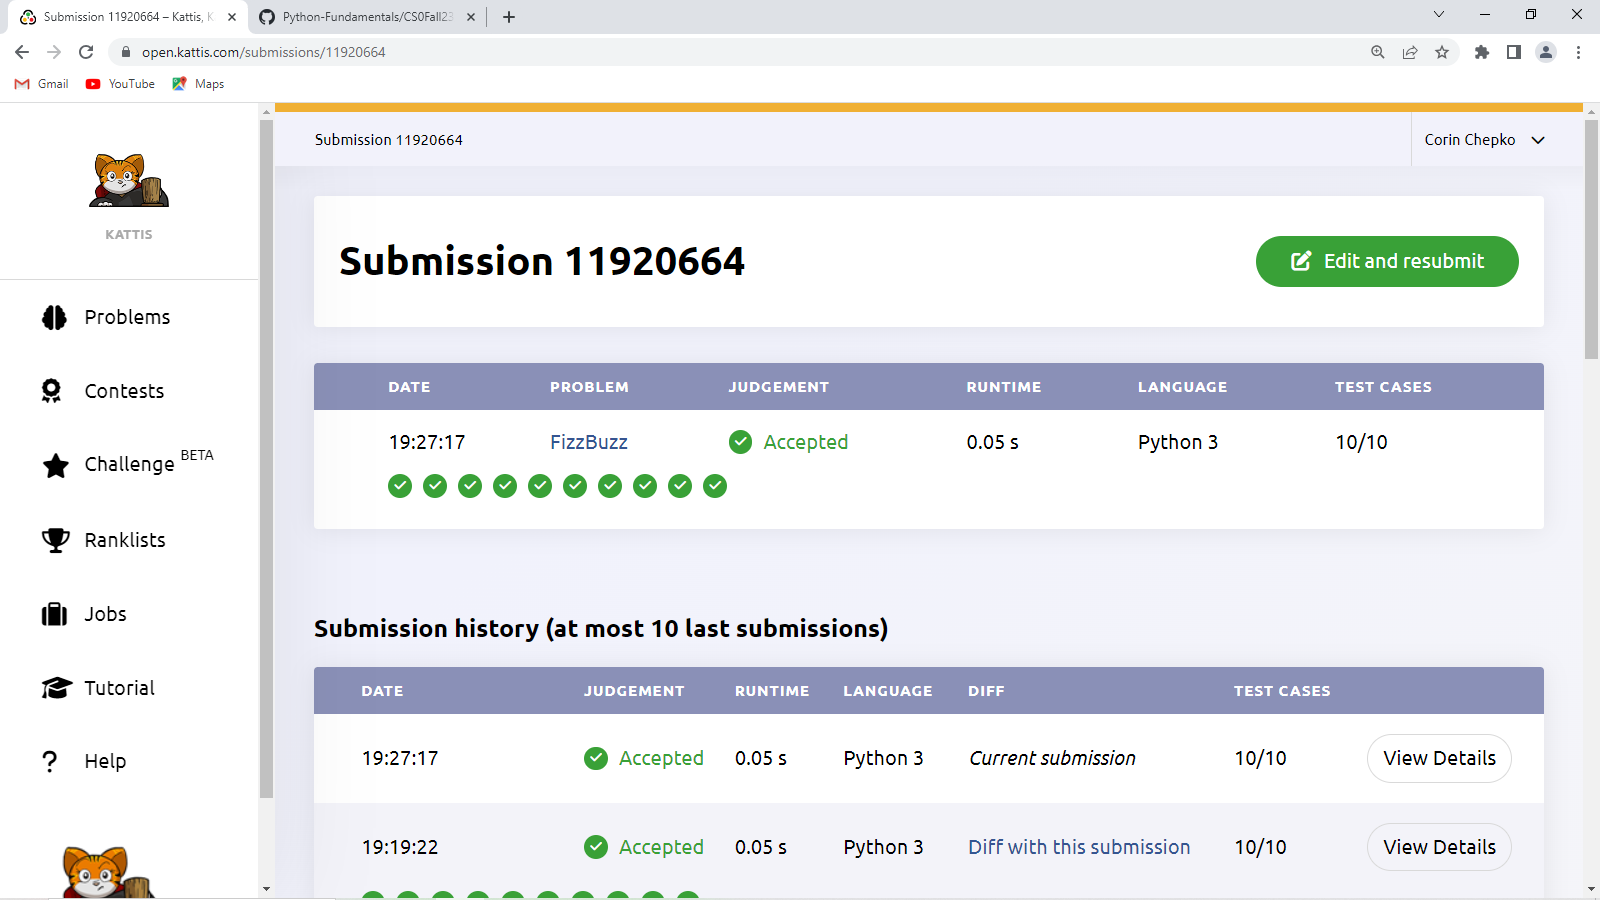 Submission 11920664 – Kattis, K
Python-Fundamentals/CS0Fall23
open.kattis.com/submissions/11920664
Gmail
YouTube
Maps
Submission 11920664
Corin Chepko
KATTIS
Submission 11920664
Edit and resubmit
Problems
Contests
Challenge BETA
Ranklists
Jobs
Tutorial
Help
DATE PROBLEM JUDGEMENT RUNTIME LANGUAGE TEST CASES
19:27:17 FizzBuzz Accepted 0.05 s Python 3 10/10
Submission history (at most 10 last submissions)
DATE JUDGEMENT RUNTIME LANGUAGE DIFF TEST CASES
19:27:17 Accepted 0.05 s Python 3 Current submission 10/10 View Details
19:19:22 Accepted 0.05 s Python 3 Diff with this submission 10/10 View Details